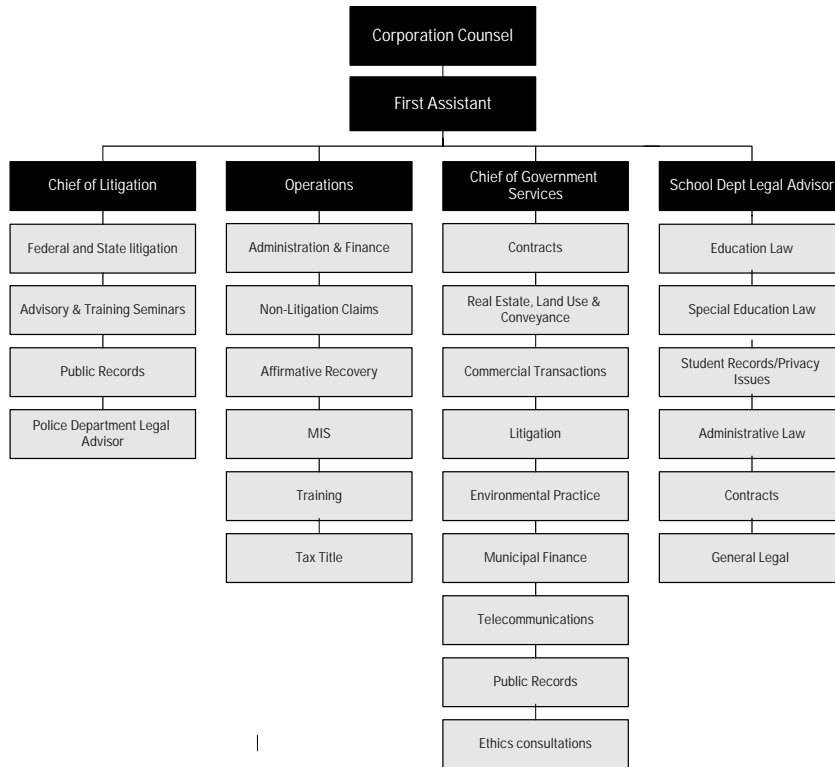 Corporation Counsel
First Assistant
Chief of Litigation
Operations
Chief of Government
Services
School Dept Legal Advisor
Federal and State litigation
Advisory & Training Seminars
Public Records
Police Department Legal
Advisor
Administration & Finance
Non-Litigation Claims
Affirmative Recovery
MIS
Training
Tax Title
Contracts
Real Estate, Land Use &
Conveyance
Commercial Transactions
Litigation
Environmental Practice
Municipal Finance
Telecommunications
Public Records
Ethics consultations
Education Law
Special Education Law
Student Records/Privacy
Issues
Administrative Law
Contracts
General Legal